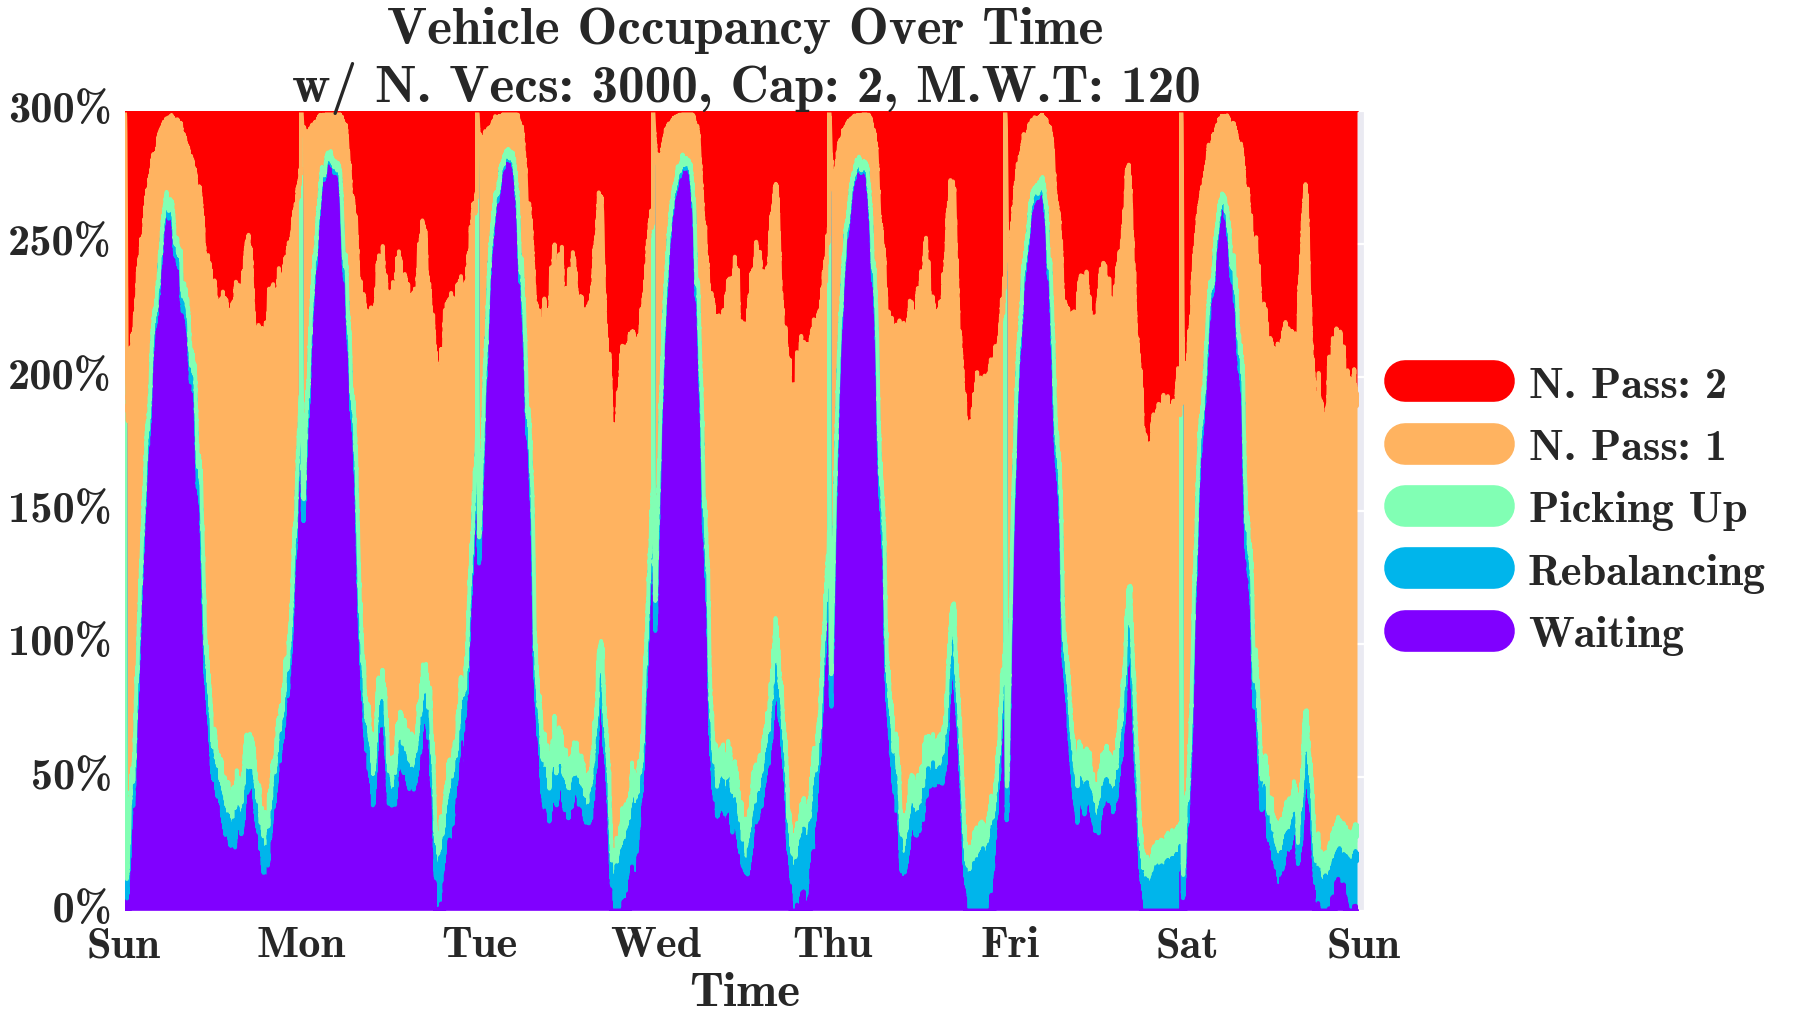 Vehicle Occupancy Over Time
w/ N. Vecs: 3000, Cap: 2, M.W.T: 120
300%
250%
200%
150%
100%
50%
0%
Sun Mon Tue Wed Thu Fri Sat Sun
Time
N. Pass: 2
N. Pass: 1
Picking Up
Rebalancing
Waiting